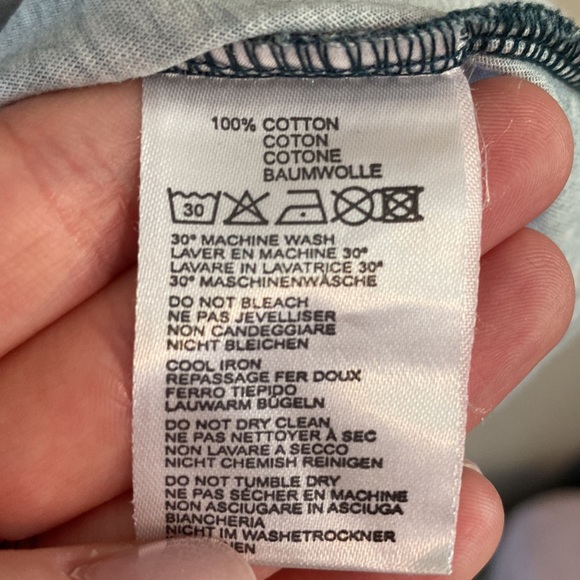 100% COTTON
COTON
COTONE
BAUMWOLLE
30
30° MACHINE WASH
LAVER EN MACHINE 30°
LAVARE IN LAVATRICE 30°
30° MASCHINENWÄSCHE
DO NOT BLEACH
NE PAS JEVELLISER
NON CANDEGGIARE
NICHT BLEICHEN
COOL IRON
REPASSAGE FER DOUX
FERRO TIEPIDO
LAUWARM BÜGELN
DO NOT DRY CLEAN
NE PAS NETTOYER À SEC
NON LAVARE A SECCO
NICHT CHEMISH REINIGEN
DO NOT TUMBLE DRY
NE PAS SÉCHER EN MACHINE
NON ASCIUGARE IN ASCIUGA
BIANCHERIA
NICHT IM WASHETROCKNER